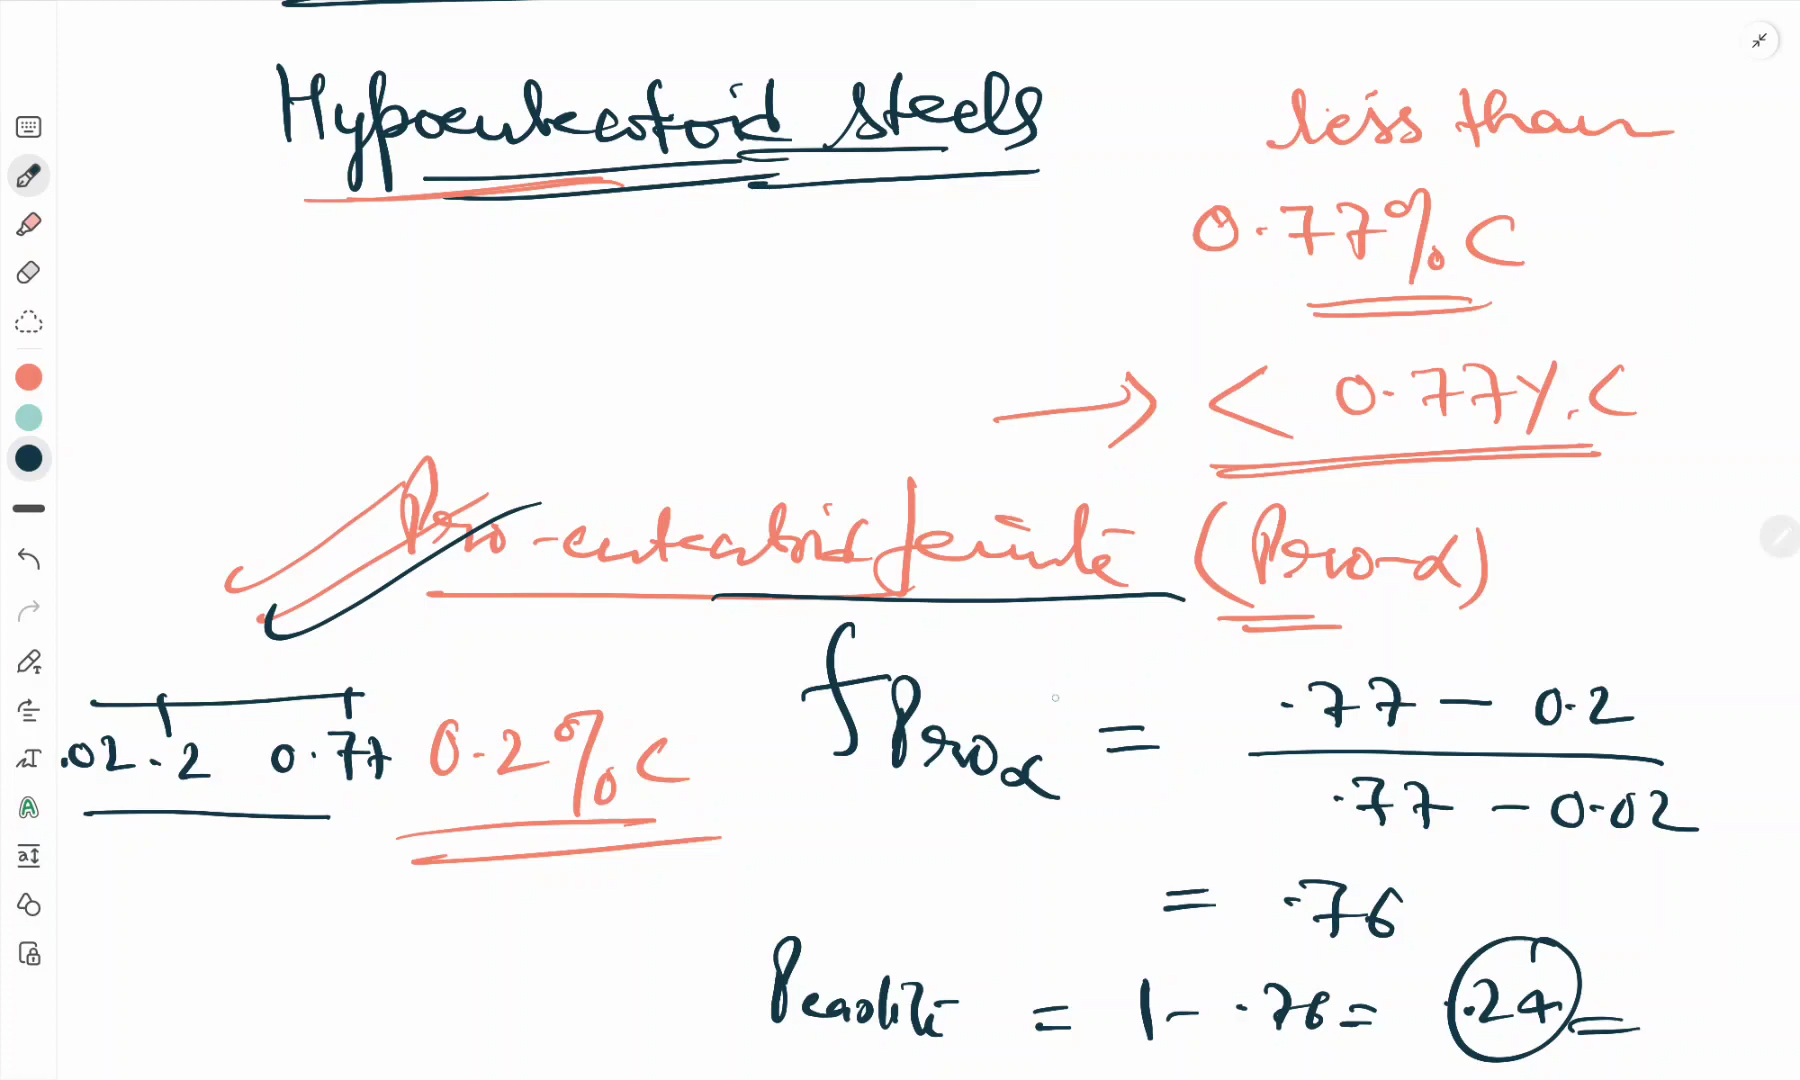 Hypoeutectoid steels
less than
0.77% C
→ < 0.77%.C
Pro-eutectoid ferrite (Pro-α)
.02 .2 0.77
0.2% C
f Pro α = .77 - 0.2 / .77 - 0.02
= .76
Pearlite = 1 - .76 = .24 =